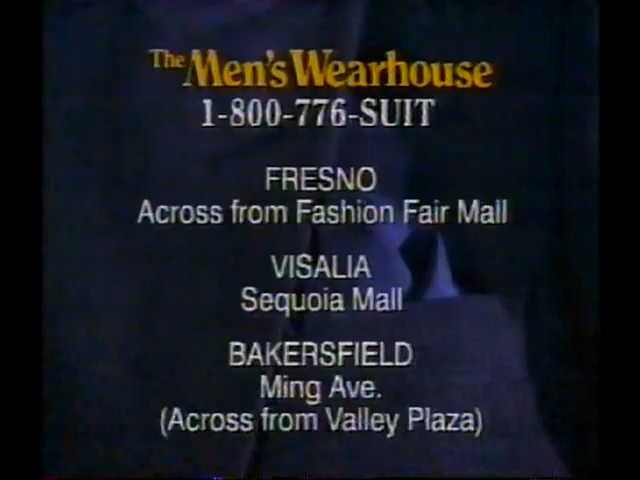 The Men's Wearhouse
1-800-776-SUIT
FRESNO
Across from Fashion Fair Mall
VISALIA
Sequoia Mall
BAKERSFIELD
Ming Ave.
(Across from Valley Plaza)